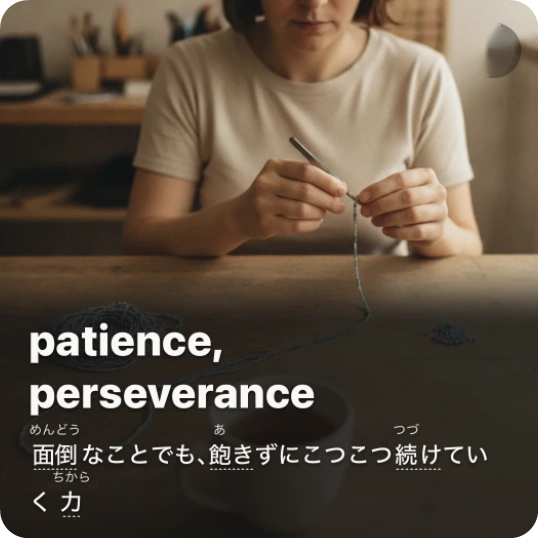 patience,
perseverance
めんどう あ つづ
面倒なことでも、飽きずにこつこつ続けてい
ちから
く力